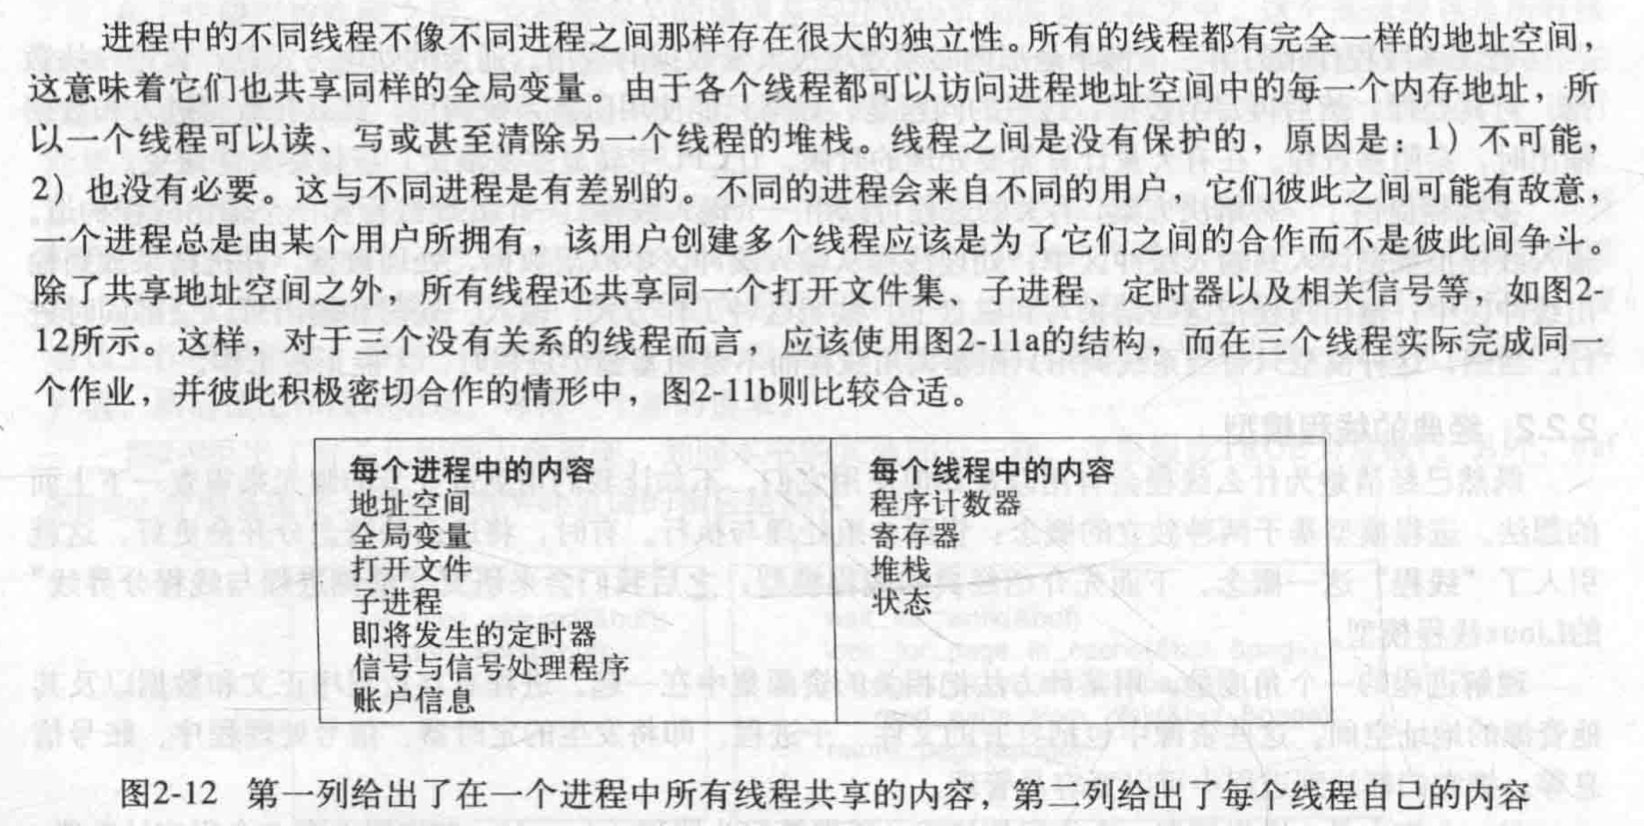 进程中的不同线程不像不同进程之间那样存在很大的独立性。所有的线程都有完全一样的地址空间，
这意味着它们也共享同样的全局变量。由于各个线程都可以访问进程地址空间中的每一个内存地址，所
以一个线程可以读、写或甚至清除另一个线程的堆栈。线程之间是没有保护的，原因是：1）不可能，
2）也没有必要。这与不同进程是有差别的。不同的进程会来自不同的用户，它们彼此之间可能有敌意，
一个进程总是由某个用户所拥有，该用户创建多个线程应该是为了它们之间的合作而不是彼此间争斗。
除了共享地址空间之外，所有线程还共享同一个打开文件集、子进程、定时器以及相关信号等，如图2-
12所示。这样，对于三个没有关系的线程而言，应该使用图2-11a的结构，而在三个线程实际完成同一
个作业，并彼此积极密切合作的情形中，图2-11b则比较合适。
每个进程中的内容
地址空间
全局变量
打开文件
子进程
即将发生的定时器
信号与信号处理程序
账户信息
每个线程中的内容
程序计数器
寄存器
堆栈
状态
图2-12 第一列给出了在一个进程中所有线程共享的内容，第二列给出了每个线程自己的内容